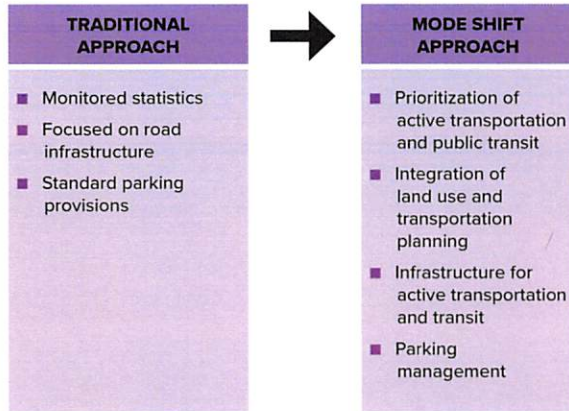 TRADITIONAL
APPROACH
■ Monitored statistics
■ Focused on road
infrastructure
■ Standard parking
provisions
MODE SHIFT
APPROACH
■ Prioritization of
active transportation
and public transit
■ Integration of
land use and
transportation
planning
■ Infrastructure for
active transportation
and transit
■ Parking
management